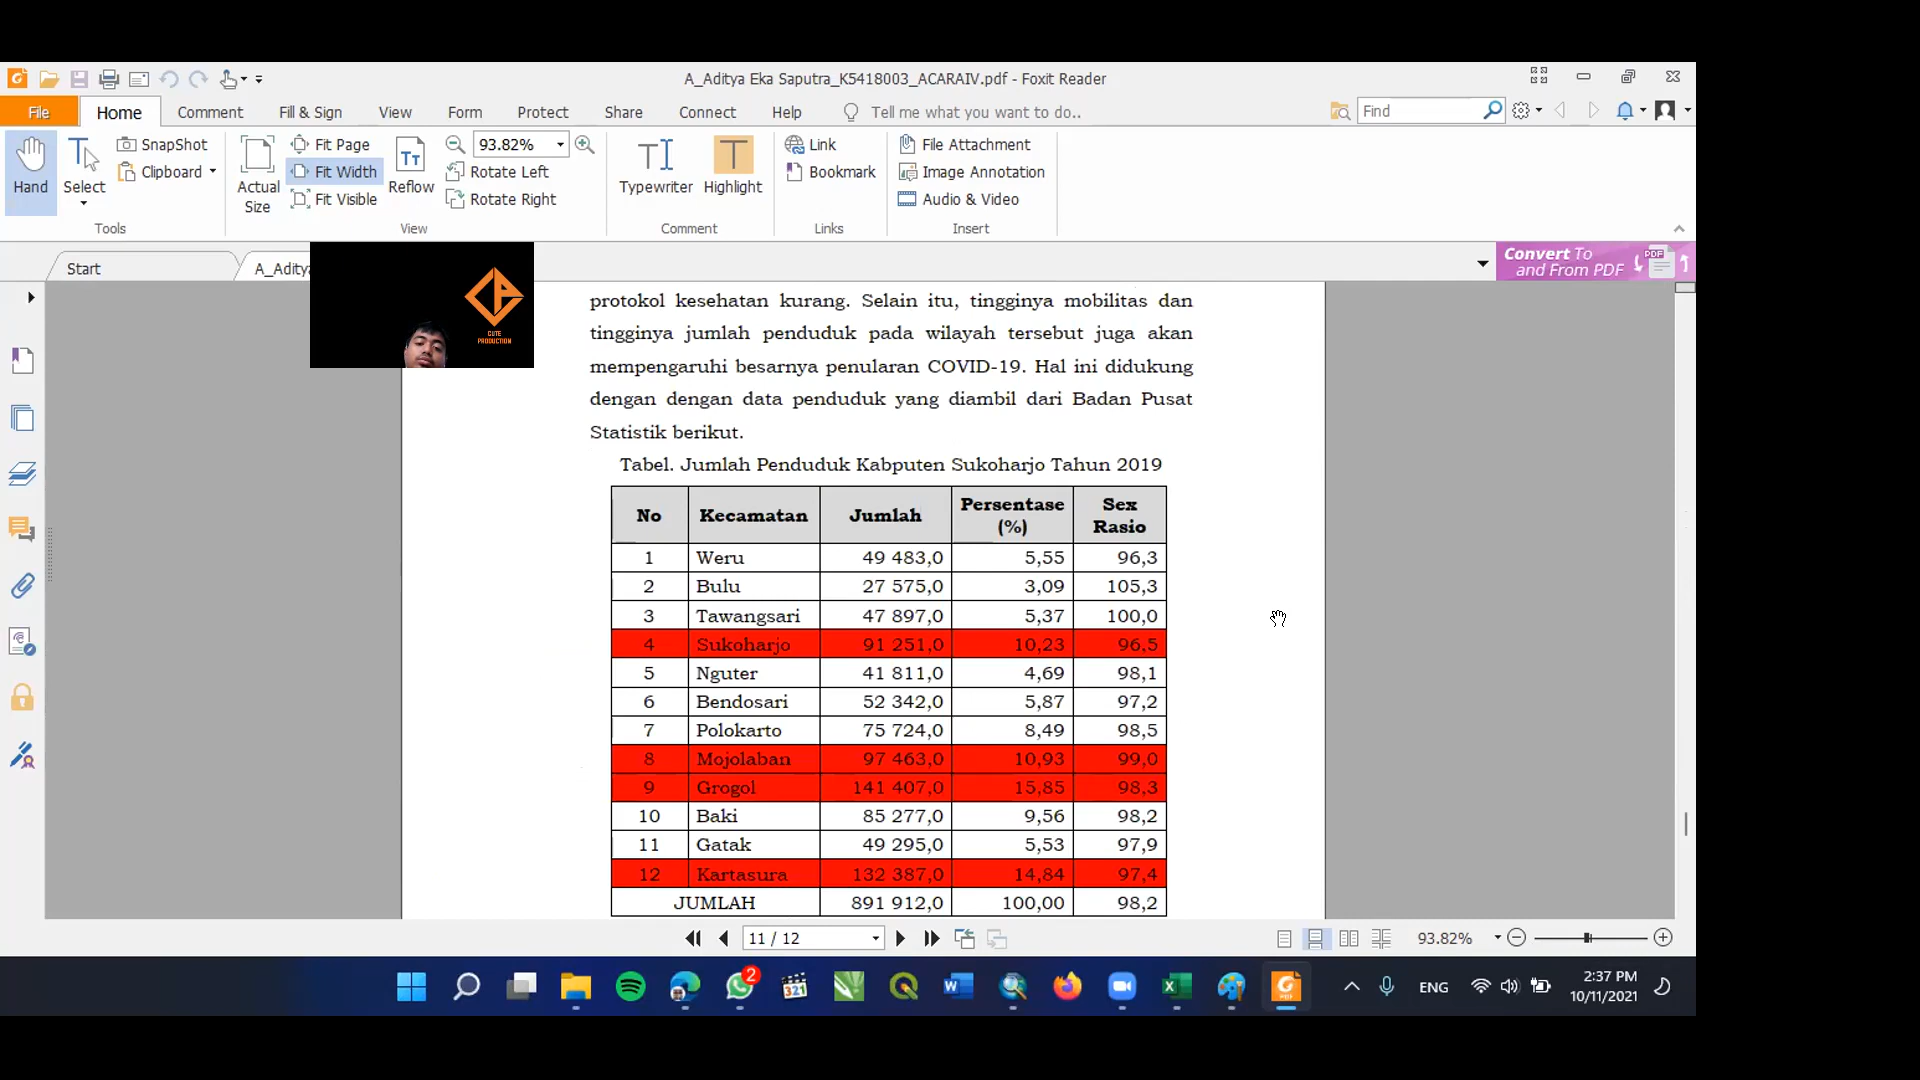 A_Aditya Eka Saputra_K5418003_ACARAIV.pdf - Foxit Reader
File Home Comment Fill & Sign View Form Protect Share Connect Help Tell me what you want to do.. Find
Hand
Select
SnapShot
Clipboard
Tools
Actual Size
Fit Page
Fit Width
Fit Visible
Reflow
93.82%
Rotate Left
Rotate Right
View
Typewriter
Highlight
Comment
Link
Bookmark
Links
File Attachment
Image Annotation
Audio & Video
Insert
Start
A_Aditya
Convert To
and From PDF
PDF
CUTE
PRODUCTION
protokol kesehatan kurang. Selain itu, tingginya mobilitas dan
tingginya jumlah penduduk pada wilayah tersebut juga akan
mempengaruhi besarnya penularan COVID-19. Hal ini didukung
dengan dengan data penduduk yang diambil dari Badan Pusat
Statistik berikut.
Tabel. Jumlah Penduduk Kabputen Sukoharjo Tahun 2019
No Kecamatan Jumlah Persentase (%) Sex Rasio
1 Weru 49 483,0 5,55 96,3
2 Bulu 27 575,0 3,09 105,3
3 Tawangsari 47 897,0 5,37 100,0
4 Sukoharjo 91 251,0 10,23 96,5
5 Nguter 41 811,0 4,69 98,1
6 Bendosari 52 342,0 5,87 97,2
7 Polokarto 75 724,0 8,49 98,5
8 Mojolaban 97 463,0 10,93 99,0
9 Grogol 141 407,0 15,85 98,3
10 Baki 85 277,0 9,56 98,2
11 Gatak 49 295,0 5,53 97,9
12 Kartasura 132 387,0 14,84 97,4
JUMLAH 891 912,0 100,00 98,2
11 / 12
93.82%
2
321
ENG
2:37 PM
10/11/2021